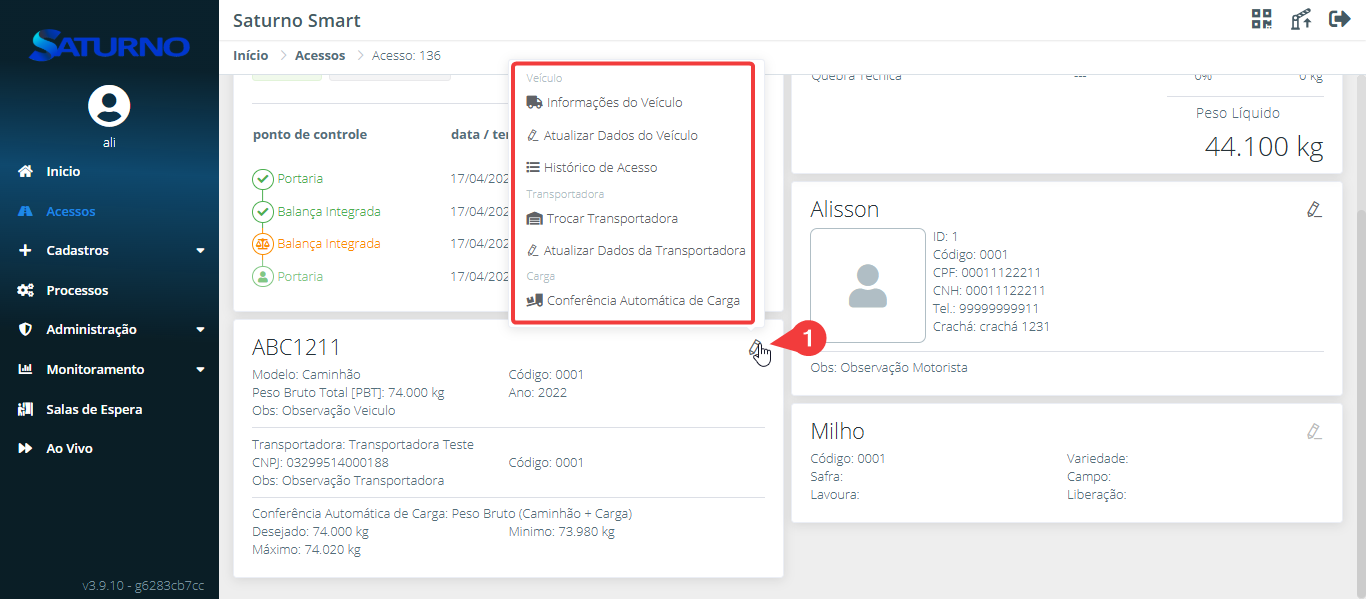 SATURNO
ali
Inicio
Acessos
Cadastros
Processos
Administração
Monitoramento
Salas de Espera
Ao Vivo
v3.9.10 - g6283cb7cc
Saturno Smart
Início > Acessos > Acesso: 136
ponto de controle
data / te
Portaria 17/04/202
Balança Integrada 17/04/202
Balança Integrada 17/04/202
Portaria 17/04/202
Veículo
Informações do Veículo
Atualizar Dados do Veículo
Histórico de Acesso
Transportadora
Trocar Transportadora
Atualizar Dados da Transportadora
Carga
Conferência Automática de Carga
1
ABC1211
Modelo: Caminhão Código: 0001
Peso Bruto Total [PBT]: 74.000 kg Ano: 2022
Obs: Observação Veiculo
Transportadora: Transportadora Teste
CNPJ: 03299514000188 Código: 0001
Obs: Observação Transportadora
Conferência Automática de Carga: Peso Bruto (Caminhão + Carga)
Desejado: 74.000 kg Minimo: 73.980 kg
Máximo: 74.020 kg
Quebra Técnica --- 0% 0 kg
Peso Líquido
44.100 kg
Alisson
ID: 1
Código: 0001
CPF: 00011122211
CNH: 00011122211
Tel.: 99999999911
Crachá: crachá 1231
Obs: Observação Motorista
Milho
Código: 0001 Variedade:
Safra: Campo:
Lavoura: Liberação: